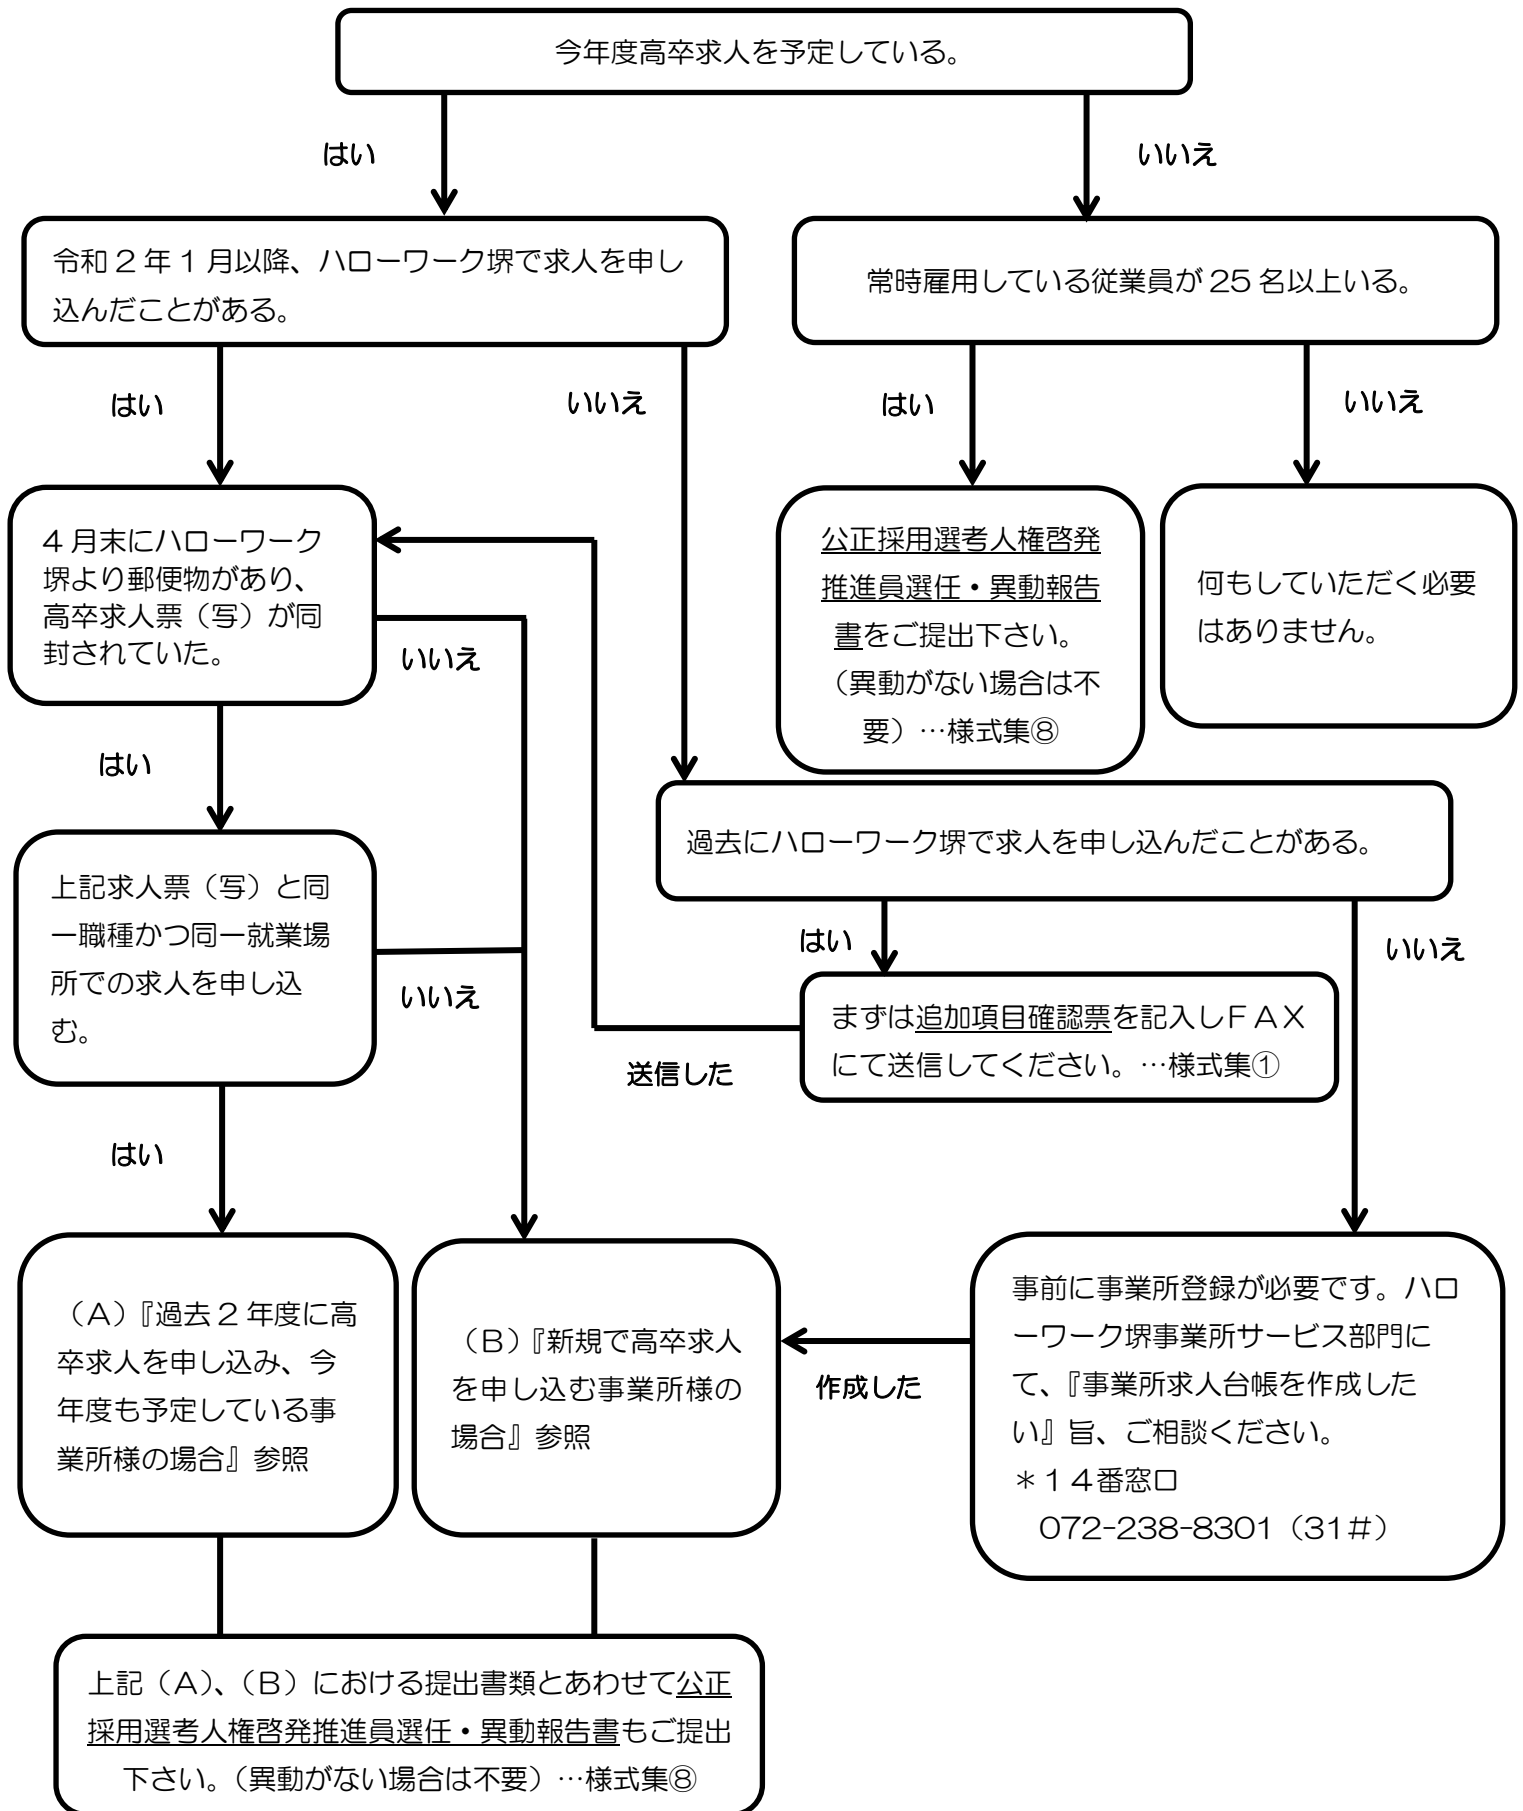 今年度高卒求人を予定している。
はい
いいえ
令和2年1月以降、ハローワーク堺で求人を申し
込んだことがある。
常時雇用している従業員が25名以上いる。
はい
いいえ
はい
いいえ
4月末にハローワーク
堺より郵便物があり、
高卒求人票（写）が同
封されていた。
いいえ
公正採用選考人権啓発
推進員選任・異動報告
書をご提出下さい。
（異動がない場合は不
要）…様式集⑧
何もしていただく必要
はありません。
はい
過去にハローワーク堺で求人を申し込んだことがある。
上記求人票（写）と同
一職種かつ同一就業場
所での求人を申し込
む。
いいえ
はい
いいえ
まずは追加項目確認票を記入しＦＡＸ
にて送信してください。…様式集①
送信した
はい
（Ａ）『過去2年度に高
卒求人を申し込み、今
年度も予定している事
業所様の場合』参照
（Ｂ）『新規で高卒求人
を申し込む事業所様の
場合』参照
作成した
事前に事業所登録が必要です。ハロ
ーワーク堺事業所サービス部門に
て、『事業所求人台帳を作成した
い』旨、ご相談ください。
＊１４番窓口
072-238-8301（31＃）
上記（Ａ）、（Ｂ）における提出書類とあわせて公正
採用選考人権啓発推進員選任・異動報告書もご提出
下さい。（異動がない場合は不要）…様式集⑧